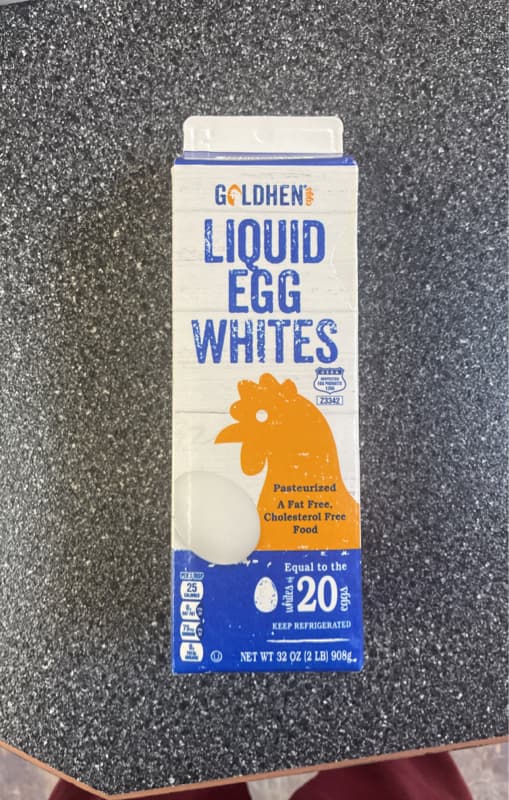 GOLDHEN eggs
LIQUID
EGG
WHITES
Z3342
Pasteurized
A Fat Free,
Cholesterol Free
Food
Equal to the
whites of 20 eggs
25
CALORIES
KEEP REFRIGERATED
NET WT 32 OZ (2 LB) 908g